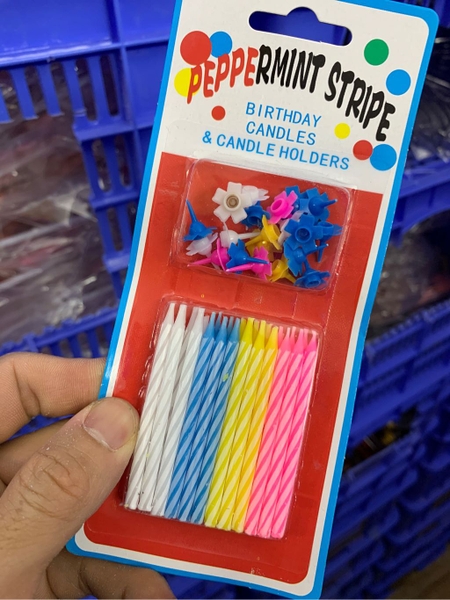 PEPPERMINT STRIPE
BIRTHDAY
CANDLES
& CANDLE HOLDERS